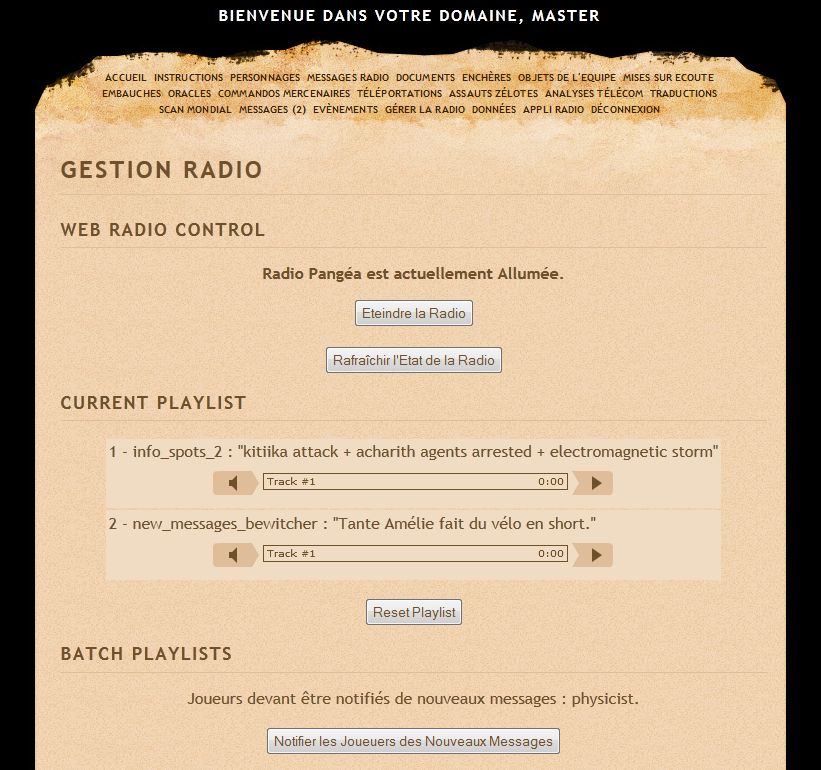 BIENVENUE DANS VOTRE DOMAINE, MASTER
ACCUEIL INSTRUCTIONS PERSONNAGES MESSAGES RADIO DOCUMENTS ENCHÈRES OBJETS DE L'EQUIPE MISES SUR ECOUTE
EMBAUCHES ORACLES COMMANDOS MERCENAIRES TÉLÉPORTATIONS ASSAUTS ZÉLOTES ANALYSES TÉLÉCOM TRADUCTIONS
SCAN MONDIAL MESSAGES (2) EVÈNEMENTS GÉRER LA RADIO DONNÉES APPLI RADIO DÉCONNEXION
GESTION RADIO
WEB RADIO CONTROL
Radio Pangéa est actuellement Allumée.
Eteindre la Radio
Rafraîchir l'Etat de la Radio
CURRENT PLAYLIST
1 - info_spots_2 : "kitiika attack + acharith agents arrested + electromagnetic storm"
Track #1 0:00
2 - new_messages_bewitcher : "Tante Amélie fait du vélo en short."
Track #1 0:00
Reset Playlist
BATCH PLAYLISTS
Joueurs devant être notifiés de nouveaux messages : physicist.
Notifier les Joueuers des Nouveaux Messages